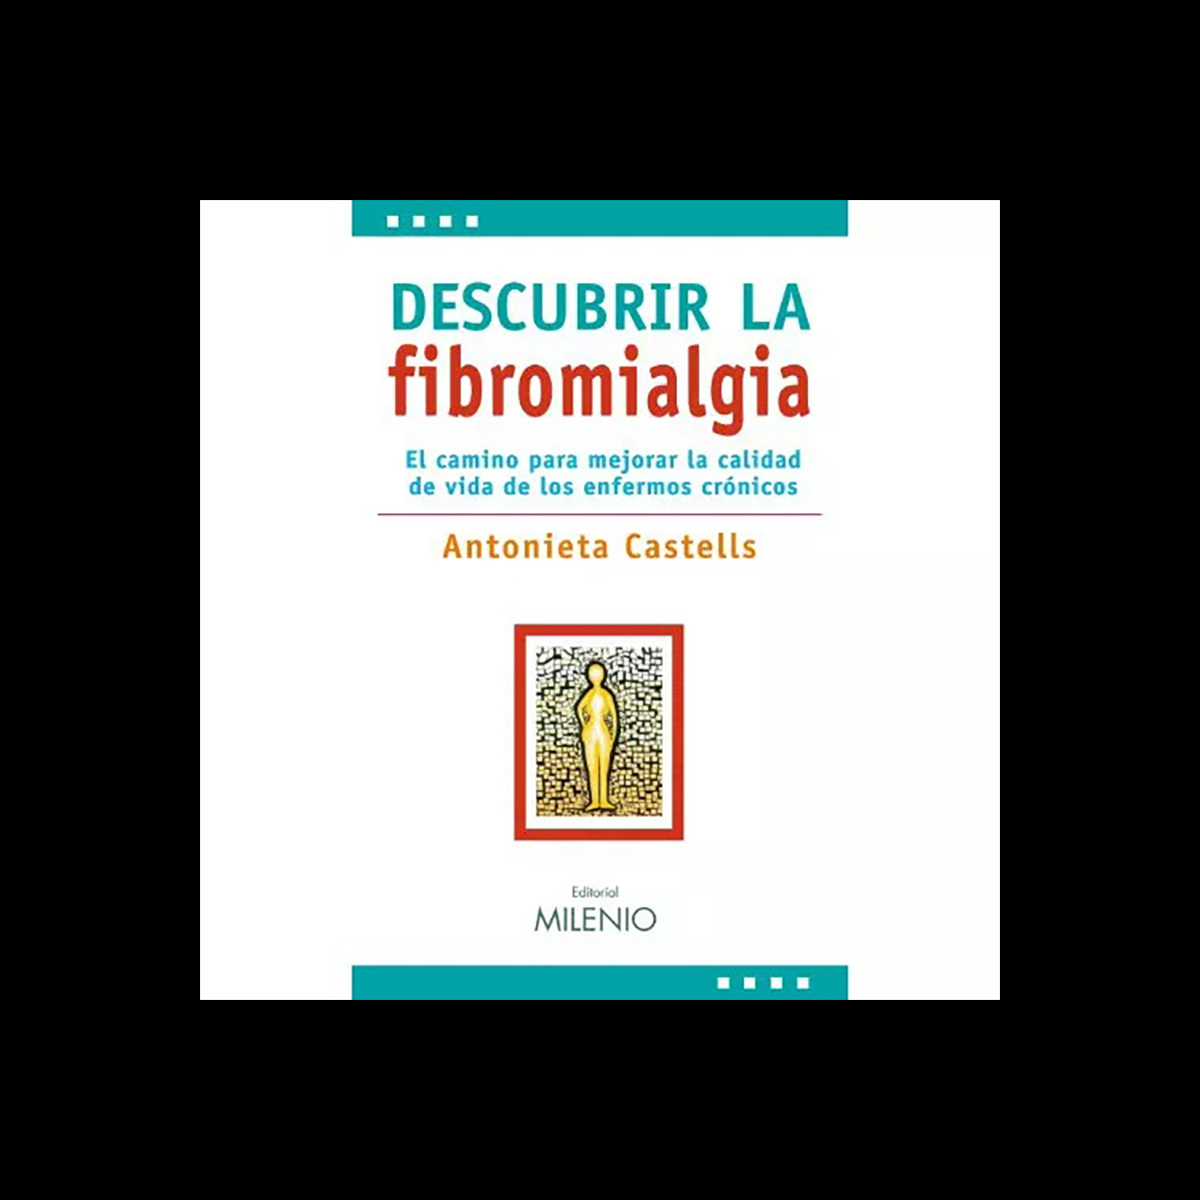 DESCUBRIR LA
fibromialgia
El camino para mejorar la calidad
de vida de los enfermos crónicos
Antonieta Castells
Editorial
MILENIO